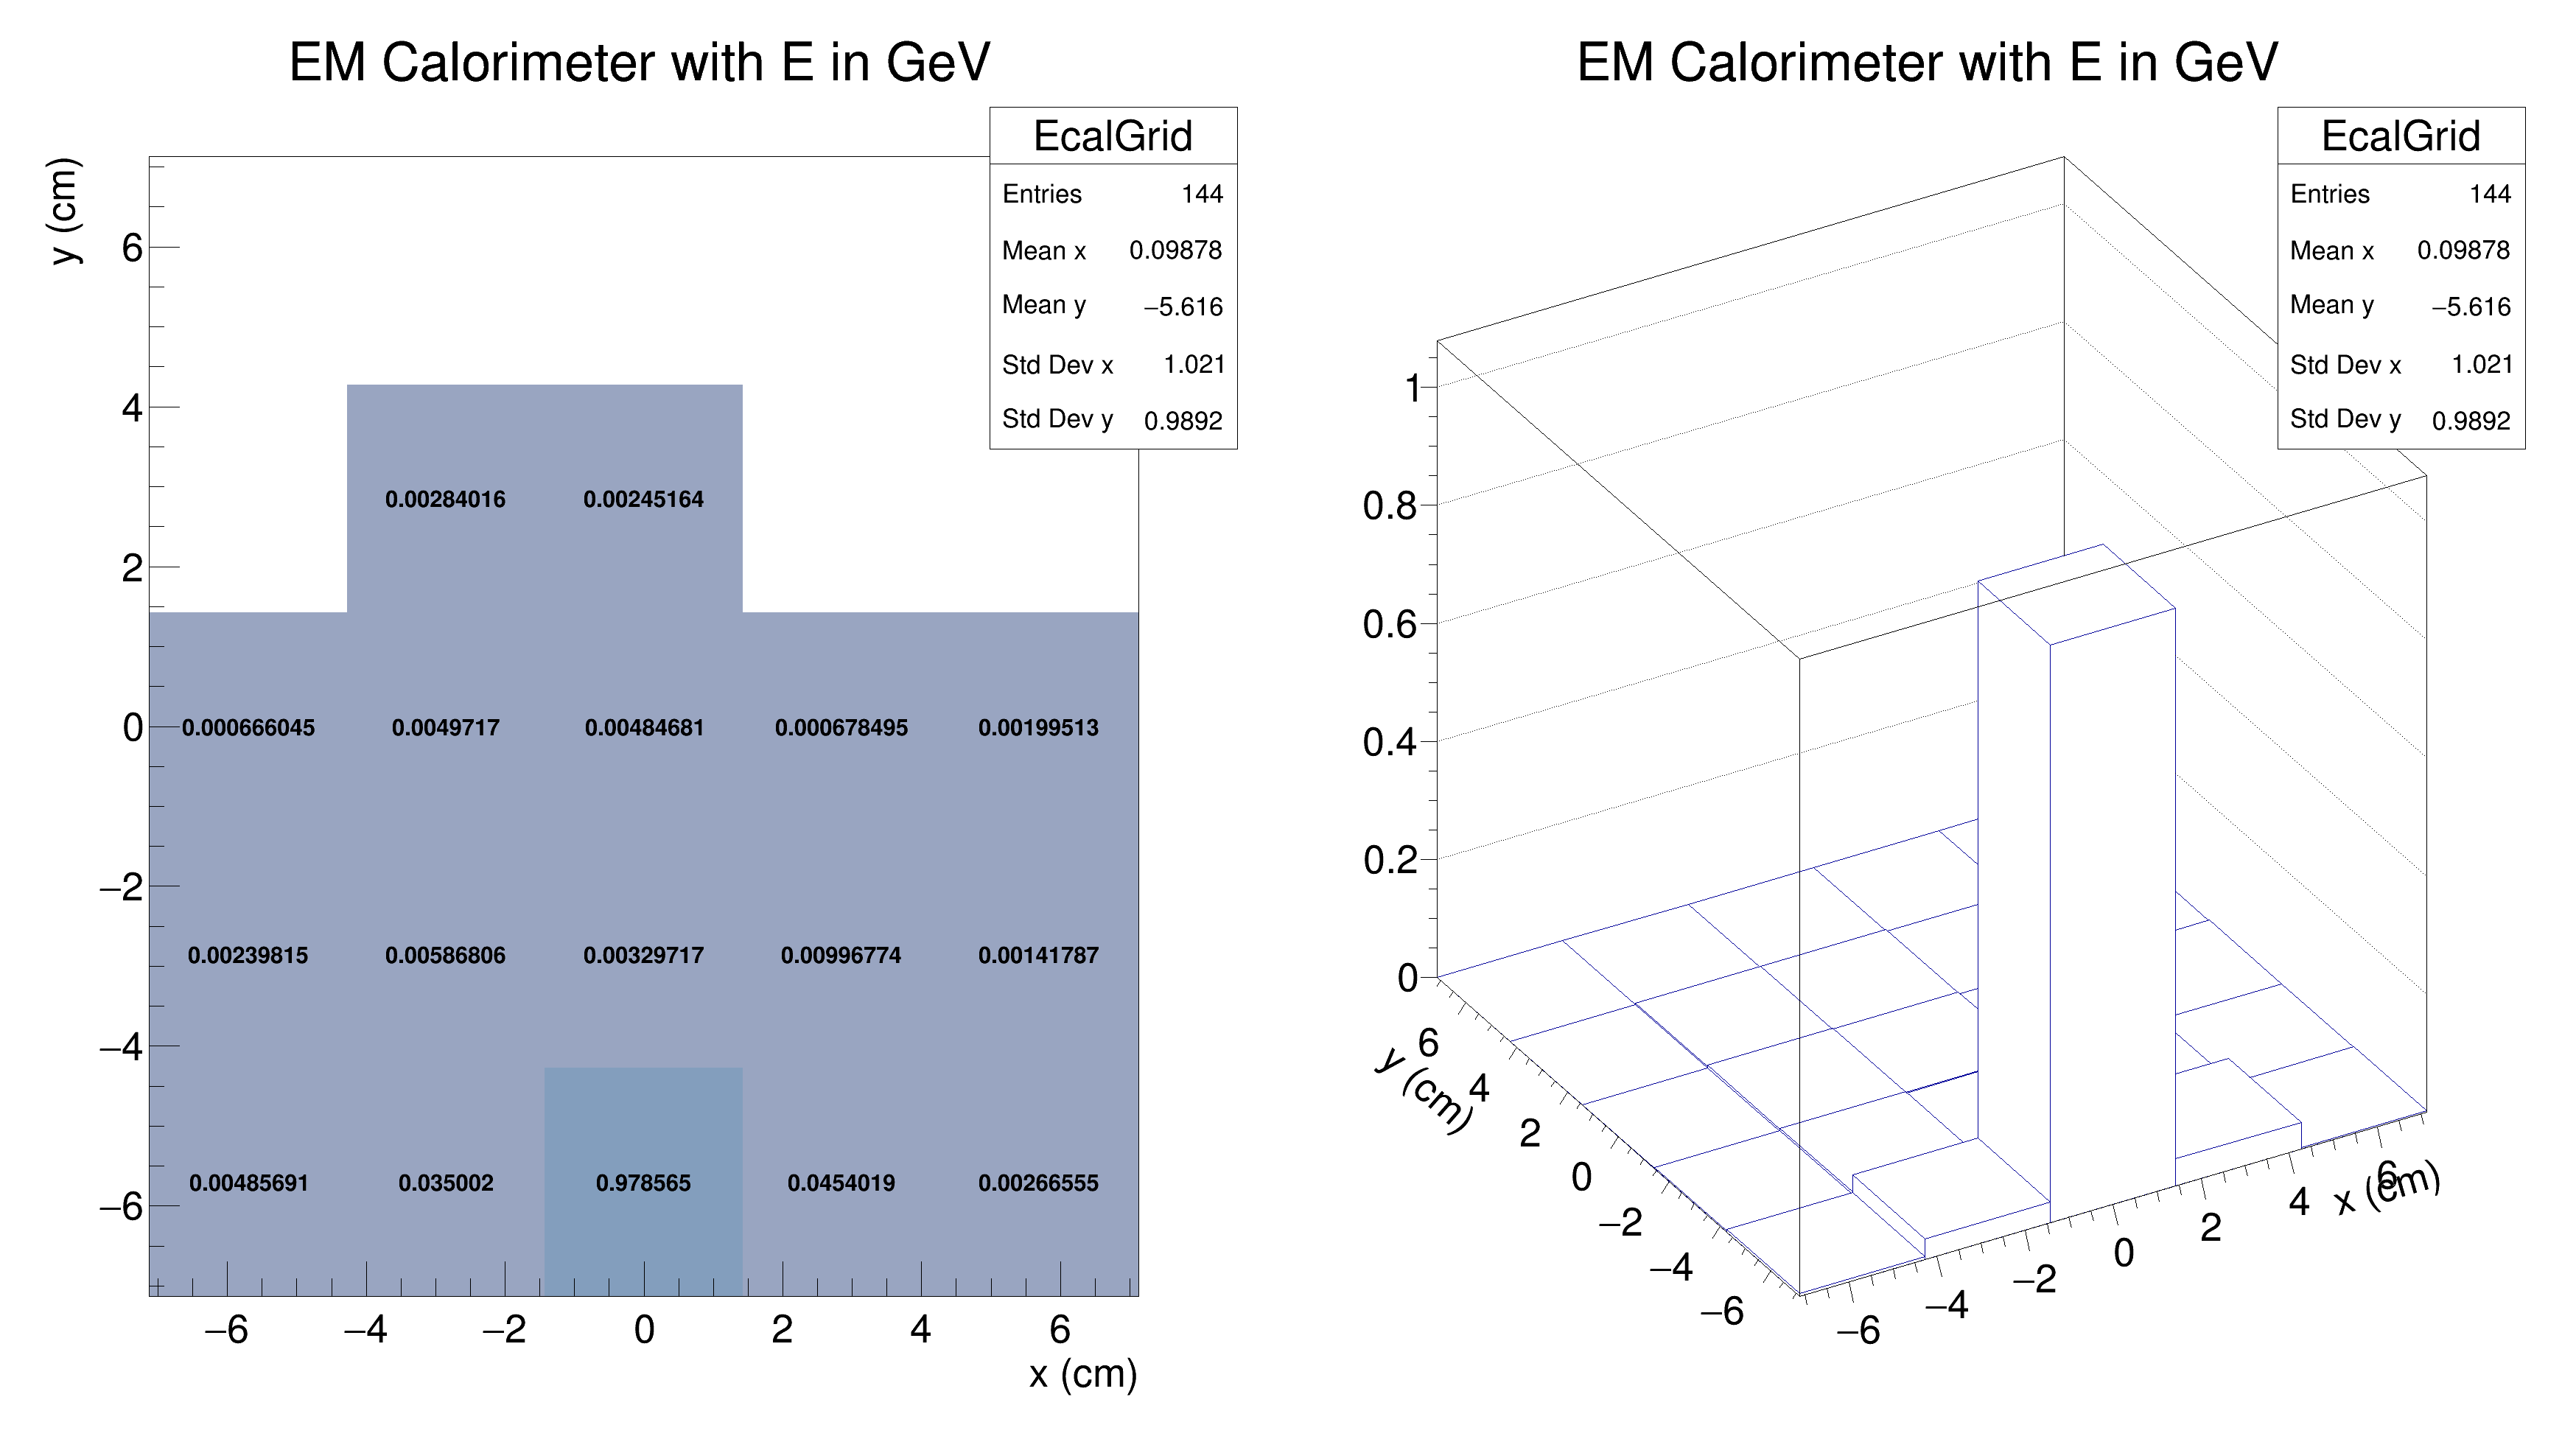 EM Calorimeter with E in GeV
EcalGrid
Entries 144
Mean x 0.09878
Mean y −5.616
Std Dev x 1.021
Std Dev y 0.9892
y (cm)
6
4
2
0
−2
−4
−6
0.00284016 0.00245164
0.000666045 0.0049717 0.00484681 0.000678495 0.00199513
0.00239815 0.00586806 0.00329717 0.00996774 0.00141787
0.00485691 0.035002 0.978565 0.0454019 0.00266555
−6 −4 −2 0 2 4 6
x (cm)
EM Calorimeter with E in GeV
EcalGrid
Entries 144
Mean x 0.09878
Mean y −5.616
Std Dev x 1.021
Std Dev y 0.9892
1
0.8
0.6
0.4
0.2
0
y (cm)
6
4
2
0
−2
−4
−6
−6
−4
−2
0
2
4
6
x (cm)